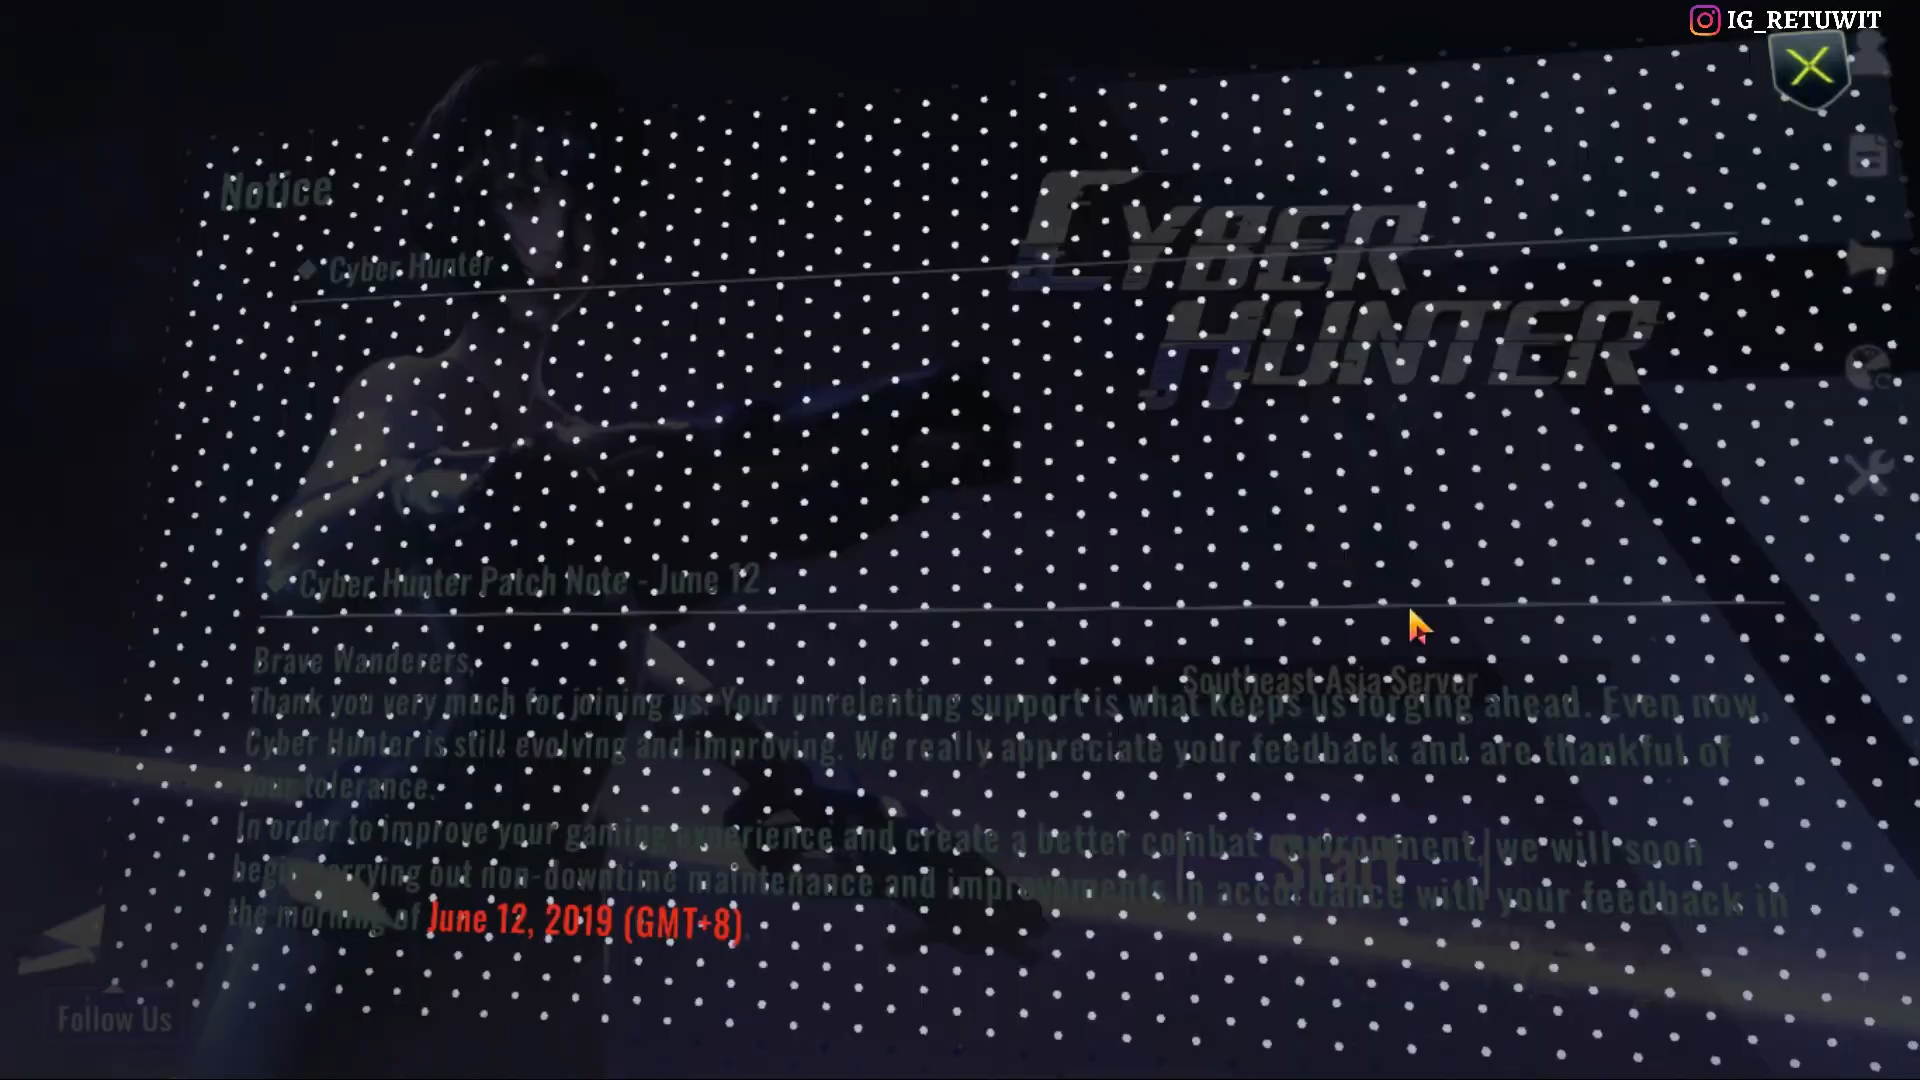 IG_RETUWIT
Notice
CYBER
HUNTER
Cyber Hunter
Cyber Hunter Patch Note - June 12
Brave Wanderers,
Southeast Asia Server
Thank you very much for joining us. Your unrelenting support is what keeps us forging ahead. Even now,
Cyber Hunter is still evolving and improving. We really appreciate your feedback and are thankful of
your tolerance.
In order to improve your gaming experience and create a better combat environment, we will soon
Start
begin carrying out non-downtime maintenance and improvements in accordance with your feedback in
the morning of June 12, 2019 (GMT+8)
Follow Us